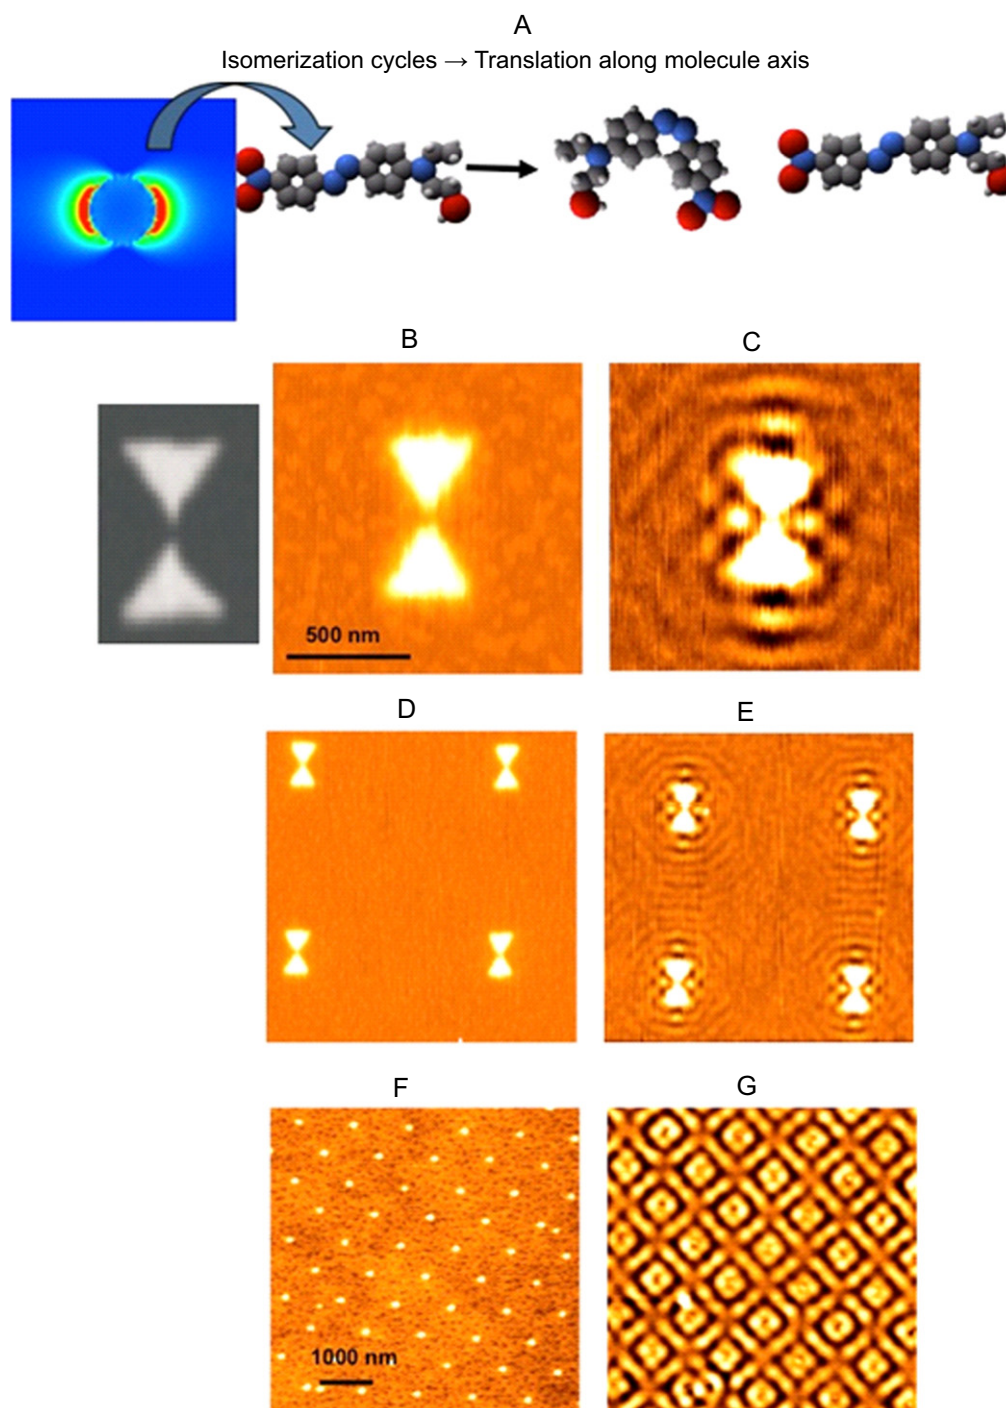 A
Isomerization cycles → Translation along molecule axis
B
C
500 nm
D
E
F
G
1000 nm